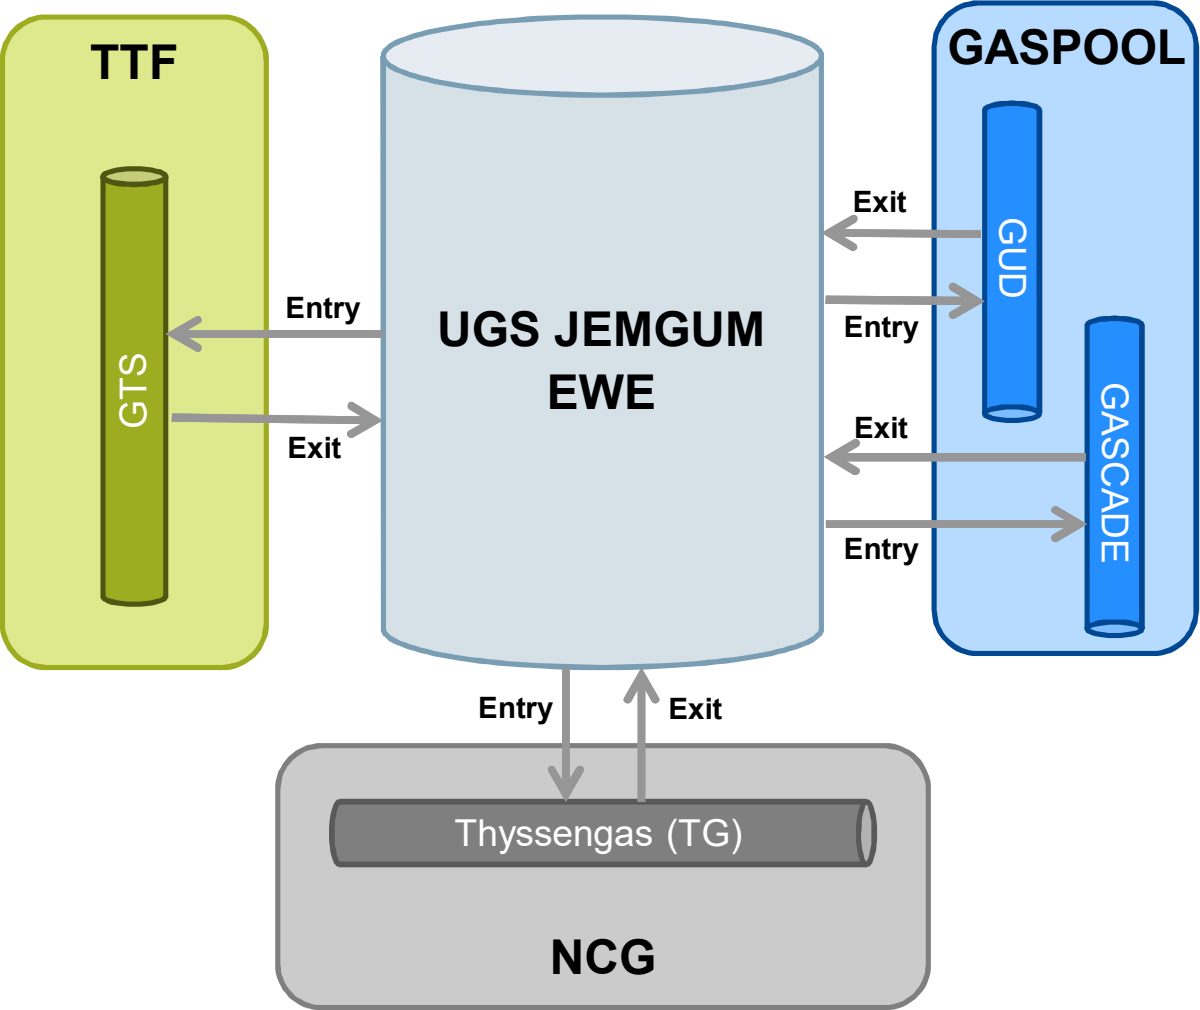 TTF
GASPOOL
Exit
GUD
Entry
Entry
UGS JEMGUM
EWE
GTS
Exit
Exit
GASCADE
Entry
Entry
Exit
Thyssengas (TG)
NCG